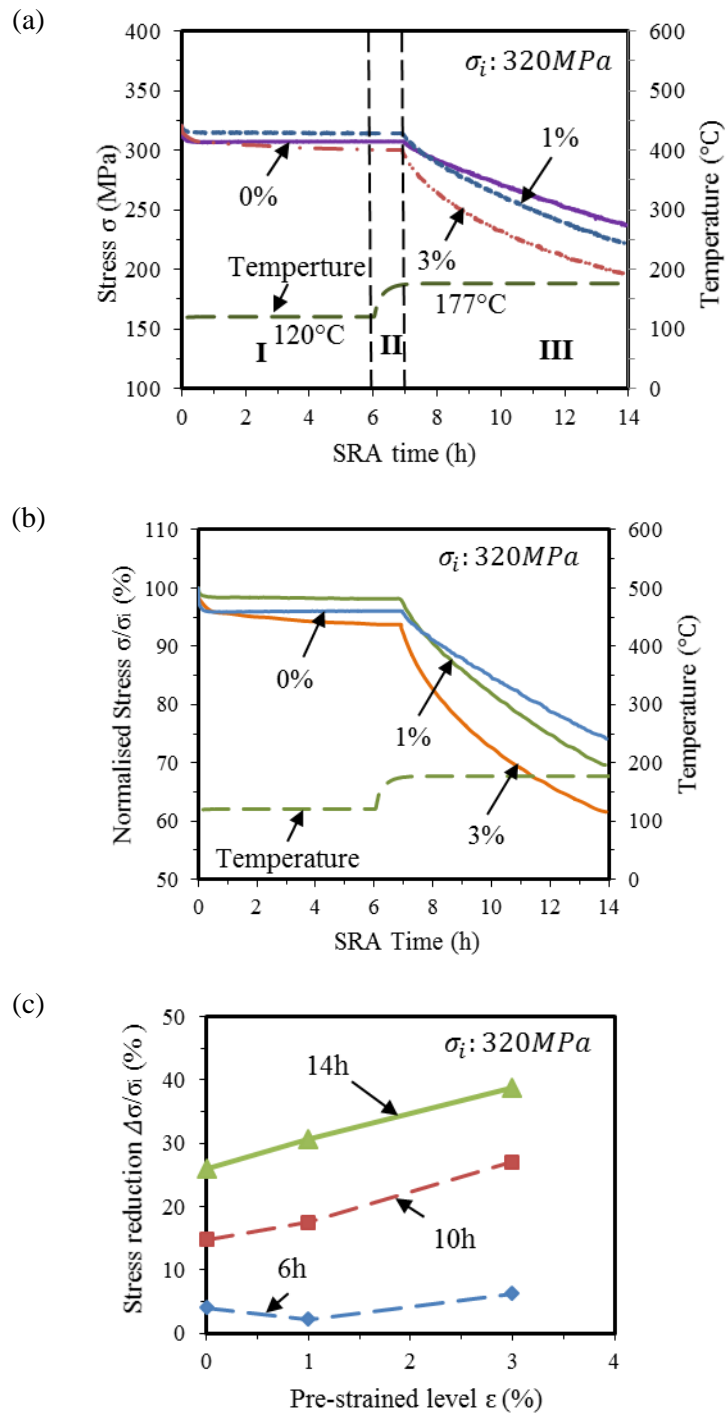 (a)
400
350
300
250
200
150
100
Stress σ (MPa)
600
500
400
300
200
100
0
Temperature (°C)
σi: 320MPa
1%
0%
3%
Temperture
120°C
177°C
I
II
III
0 2 4 6 8 10 12 14
SRA time (h)
(b)
110
100
90
80
70
60
50
Normalised Stress σ/σi (%)
600
500
400
300
200
100
0
Temperature (°C)
σi: 320MPa
0%
1%
3%
Temperature
0 2 4 6 8 10 12 14
SRA Time (h)
(c)
50
40
30
20
10
0
Stress reduction Δσ/σi (%)
σi: 320MPa
14h
10h
6h
0 1 2 3 4
Pre-strained level ε (%)